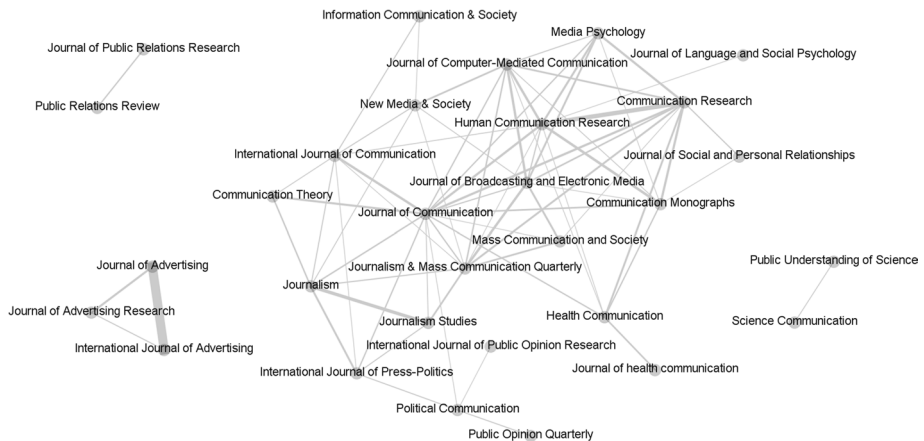 Information Communication & Society
Media Psychology
Journal of Public Relations Research
Journal of Language and Social Psychology
Journal of Computer-Mediated Communication
Public Relations Review
New Media & Society
Communication Research
Human Communication Research
International Journal of Communication
Journal of Social and Personal Relationships
Journal of Broadcasting and Electronic Media
Communication Theory
Communication Monographs
Journal of Communication
Mass Communication and Society
Public Understanding of Science
Journal of Advertising
Journalism & Mass Communication Quarterly
Journalism
Journal of Advertising Research
Health Communication
Science Communication
Journalism Studies
International Journal of Public Opinion Research
International Journal of Advertising
Journal of health communication
International Journal of Press-Politics
Political Communication
Public Opinion Quarterly